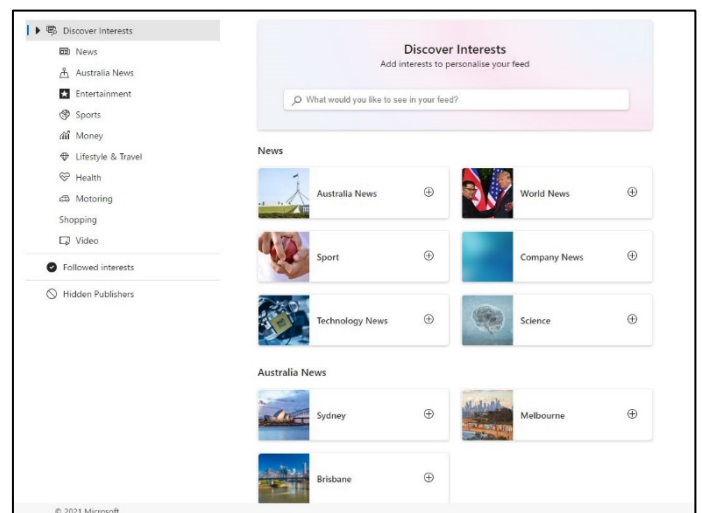 Discover Interests
News
Australia News
Entertainment
Sports
Money
Lifestyle & Travel
Health
Motoring
Shopping
Video
Followed interests
Hidden Publishers
Discover Interests
Add interests to personalise your feed
What would you like to see in your feed?
News
Australia News
World News
Sport
Company News
Technology News
Science
Australia News
Sydney
Melbourne
Brisbane
© 2021 Microsoft